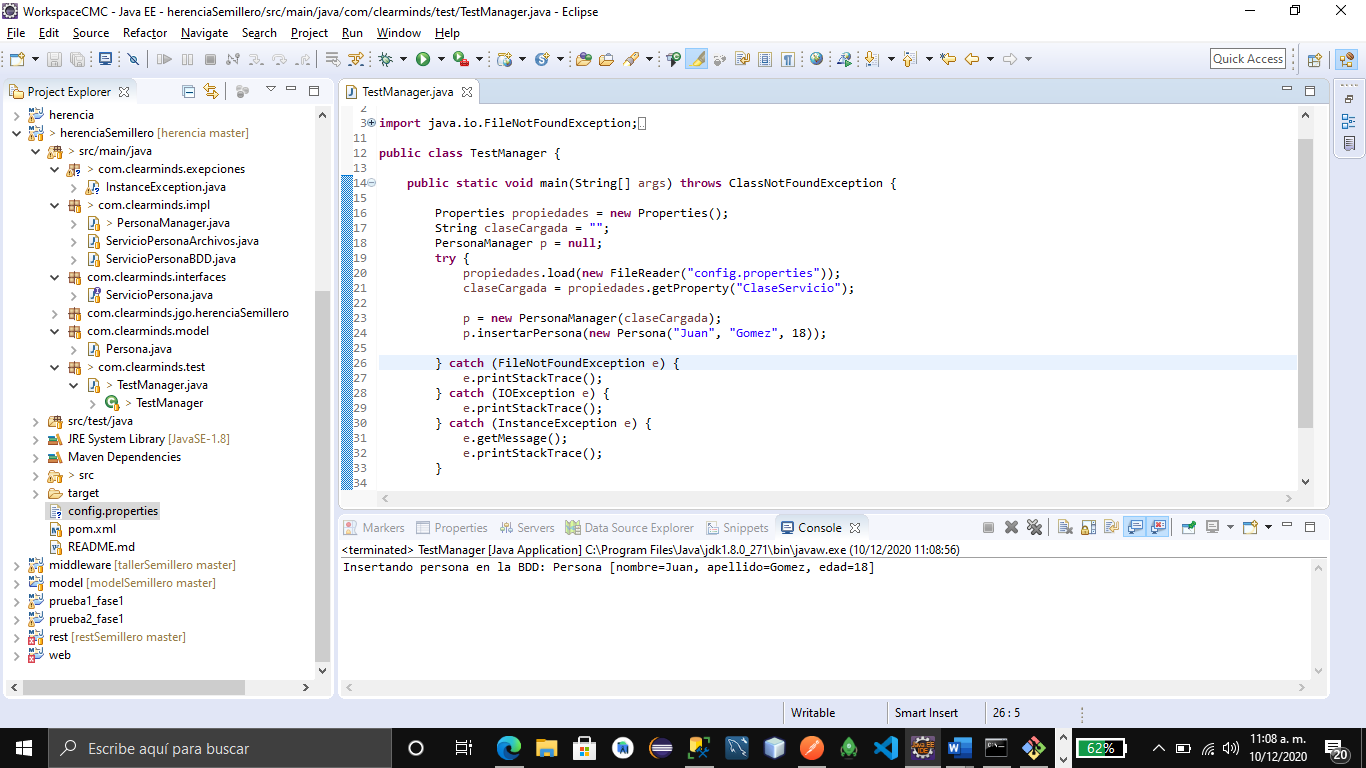 WorkspaceCMC - Java EE - herenciaSemillero/src/main/java/com/clearminds/test/TestManager.java - Eclipse
File Edit Source Refactor Navigate Search Project Run Window Help
Quick Access
Project Explorer
herencia
> herenciaSemillero [herencia master]
> src/main/java
> com.clearminds.exepciones
InstanceException.java
> com.clearminds.impl
> PersonaManager.java
ServicioPersonaArchivos.java
ServicioPersonaBDD.java
com.clearminds.interfaces
ServicioPersona.java
com.clearminds.jgo.herenciaSemillero
com.clearminds.model
Persona.java
> com.clearminds.test
> TestManager.java
> TestManager
src/test/java
JRE System Library [JavaSE-1.8]
Maven Dependencies
> src
target
config.properties
pom.xml
README.md
middleware [tallerSemillero master]
model [modelSemillero master]
prueba1_fase1
prueba2_fase1
rest [restSemillero master]
web
TestManager.java
2
3 import java.io.FileNotFoundException;
11
12 public class TestManager {
13
14 public static void main(String[] args) throws ClassNotFoundException {
15
16 Properties propiedades = new Properties();
17 String claseCargada = "";
18 PersonaManager p = null;
19 try {
20 propiedades.load(new FileReader("config.properties"));
21 claseCargada = propiedades.getProperty("ClaseServicio");
22
23 p = new PersonaManager(claseCargada);
24 p.insertarPersona(new Persona("Juan", "Gomez", 18));
25
26 } catch (FileNotFoundException e) {
27 e.printStackTrace();
28 } catch (IOException e) {
29 e.printStackTrace();
30 } catch (InstanceException e) {
31 e.getMessage();
32 e.printStackTrace();
33 }
34
Markers Properties Servers Data Source Explorer Snippets Console
<terminated> TestManager [Java Application] C:\Program Files\Java\jdk1.8.0_271\bin\javaw.exe (10/12/2020 11:08:56)
Insertando persona en la BDD: Persona [nombre=Juan, apellido=Gomez, edad=18]
Writable Smart Insert 26 : 5
Escribe aquí para buscar
62%
11:08 a. m.
10/12/2020
20